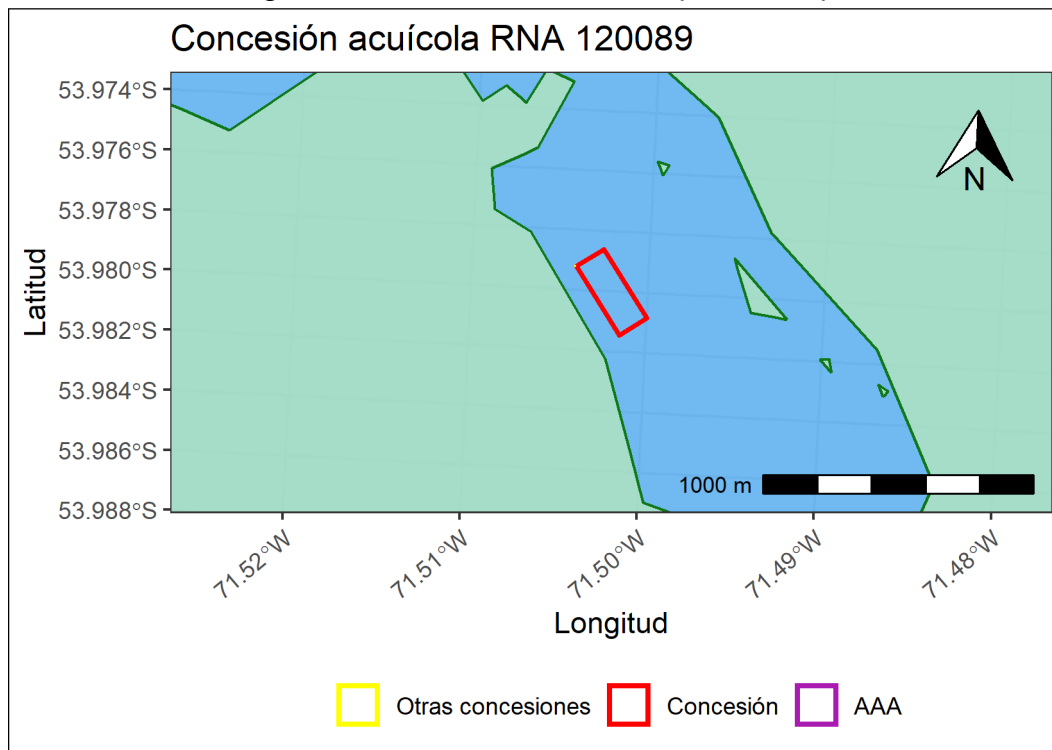 Concesión acuícola RNA 120089
53.974°S
53.976°S
53.978°S
53.980°S
53.982°S
53.984°S
53.986°S
53.988°S
Latitud
N
1000 m
71.52°W
71.51°W
71.50°W
71.49°W
71.48°W
Longitud
Otras concesiones
Concesión
AAA